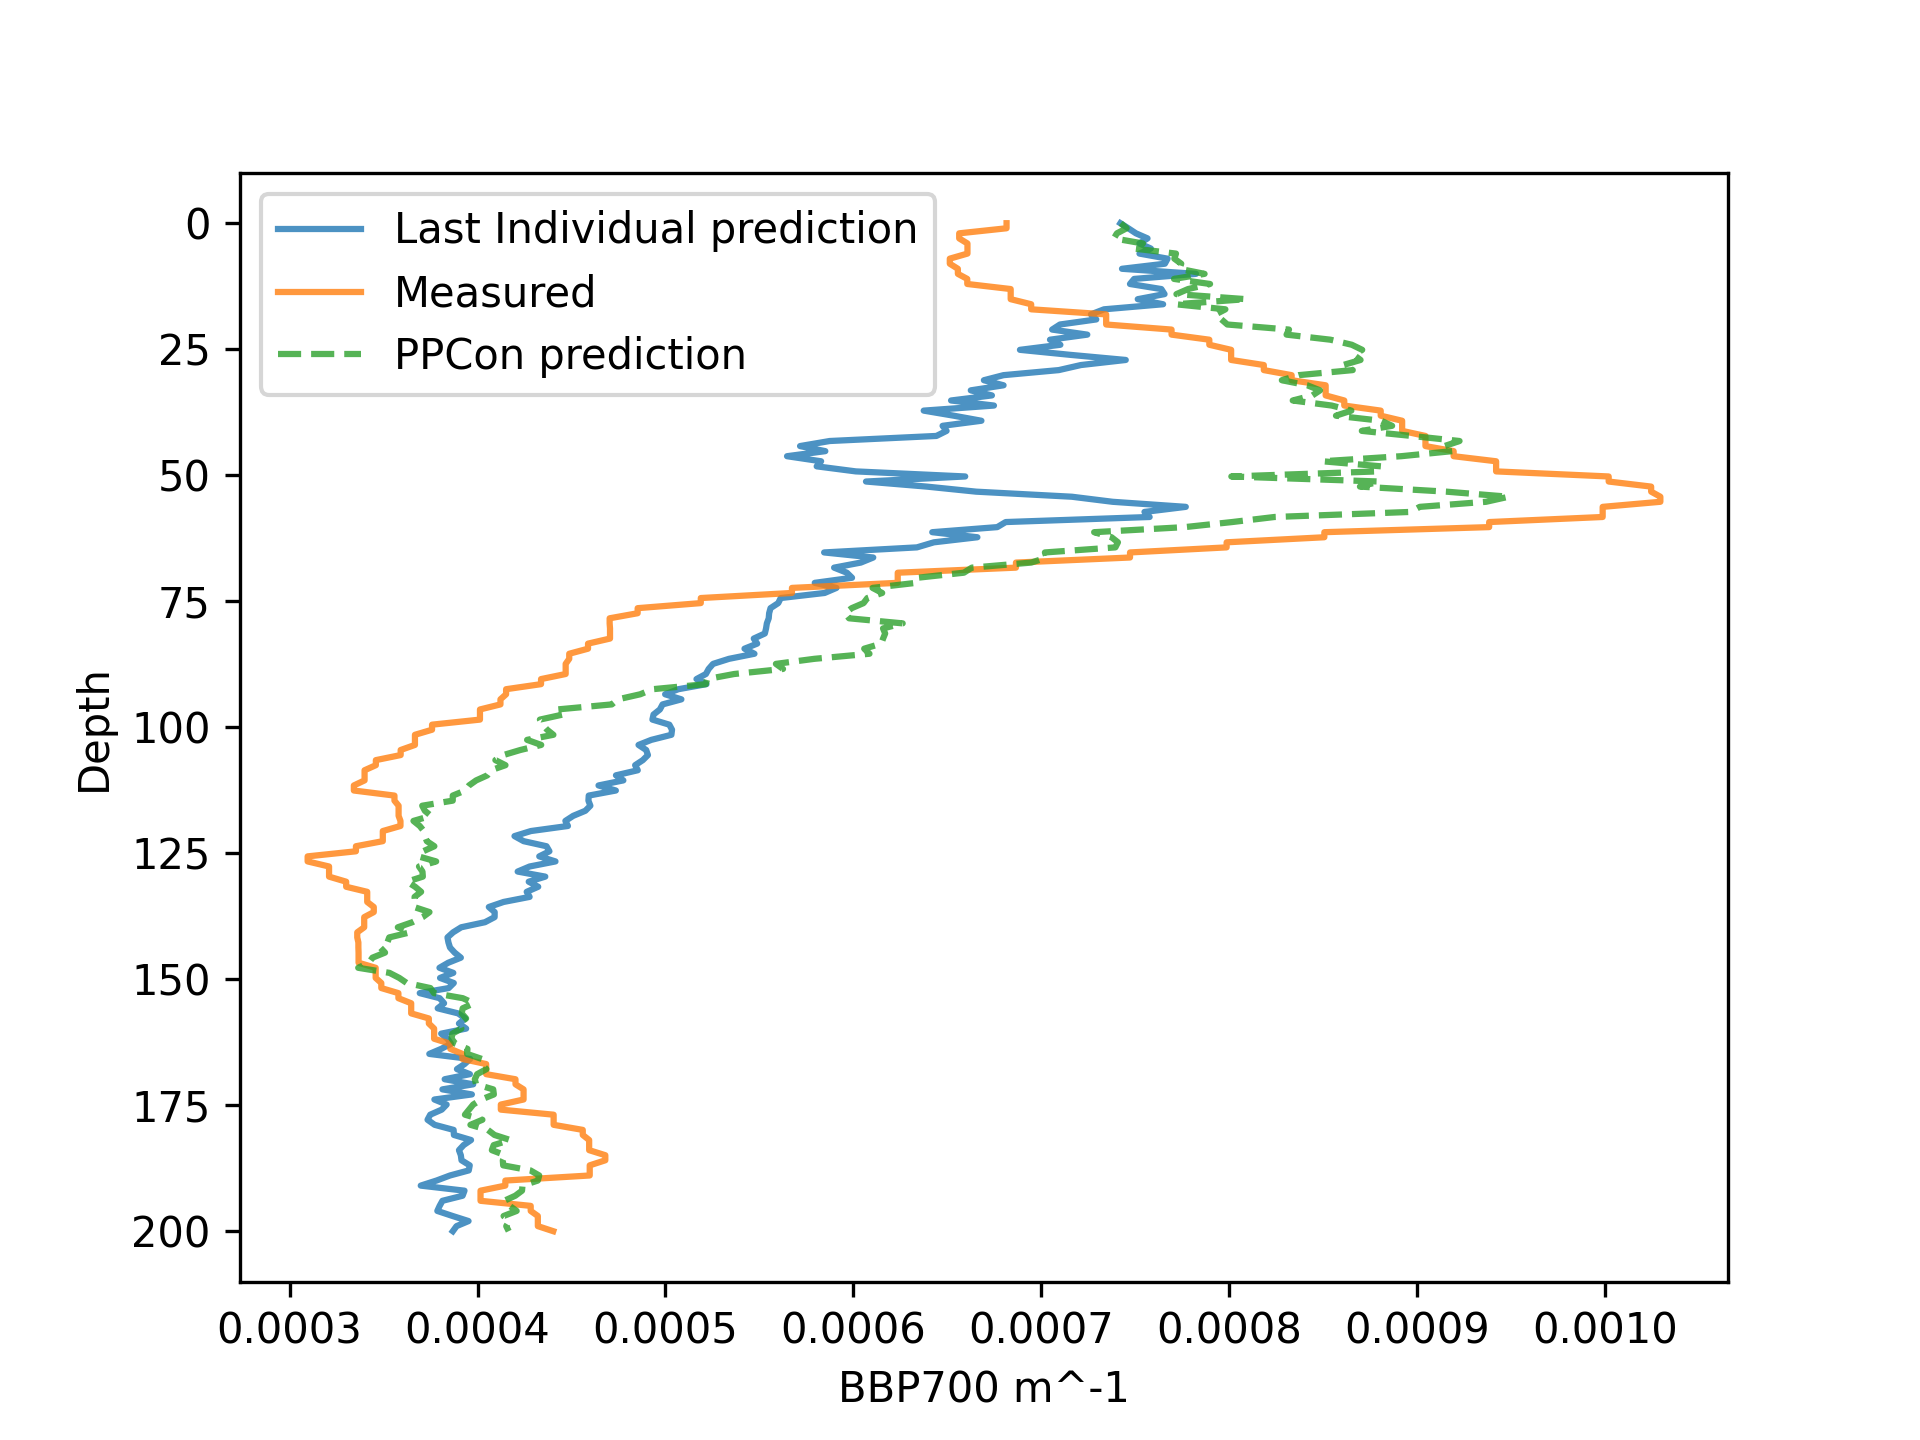 Last Individual prediction
Measured
PPCon prediction
0
25
50
75
100
125
150
175
200
Depth
0.0003 0.0004 0.0005 0.0006 0.0007 0.0008 0.0009 0.0010
BBP700 m^-1